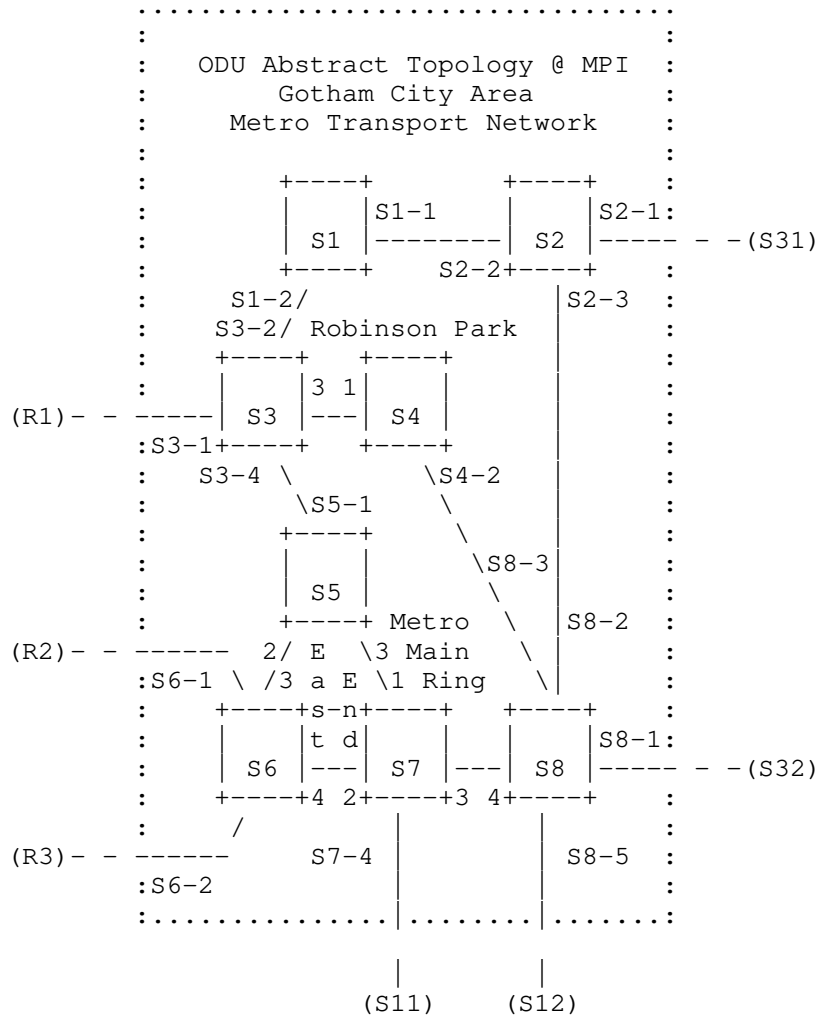 ODU Abstract Topology @ MPI
Gotham City Area
Metro Transport Network
+----+ +----+
| | |S1-1 | |S2-1:
| S1 |--------| S2 |----- - -(S31)
+----+ S2-2+----+
S1-2/ |S2-3
S3-2/ Robinson Park
+----+ +----+
|3 1|
(R1)- - -----| S3 |---| S4 |
:S3-1+----+ +----+
S3-4 \ \S4-2
\S5-1
+----+
\S8-3
| S5 |
+----+ Metro |S8-2
(R2)- - ------ 2/ E \3 Main
:S6-1 \ /3 a E \1 Ring
+----+s-n+----+ +----+
|t d| |S8-1:
| S6 |---| S7 |---| S8 |----- - -(S32)
+----+4 2+----+3 4+----+
(R3)- - ------ S7-4 | | S8-5
:S6-2
(S11) (S12)